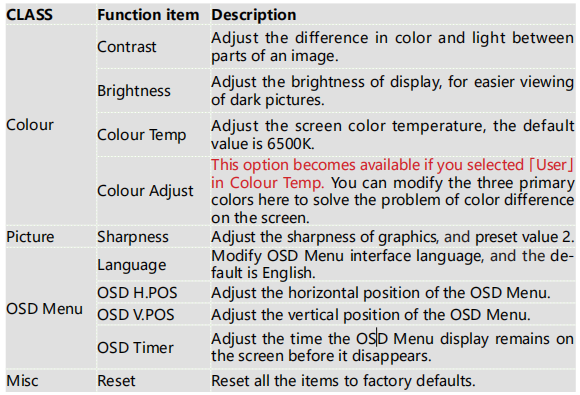 CLASS Function item Description
Colour
Contrast
Adjust the difference in color and light between
parts of an image.
Brightness
Adjust the brightness of display, for easier viewing
of dark pictures.
Colour Temp
Adjust the screen color temperature, the default
value is 6500K.
Colour Adjust
This option becomes available if you selected ｢User｣
in Colour Temp. You can modify the three primary
colors here to solve the problem of color difference
on the screen.
Picture Sharpness Adjust the sharpness of graphics, and preset value 2.
OSD Menu
Language
Modify OSD Menu interface language, and the de-
fault is English.
OSD H.POS Adjust the horizontal position of the OSD Menu.
OSD V.POS Adjust the vertical position of the OSD Menu.
OSD Timer
Adjust the time the OSD Menu display remains on
the screen before it disappears.
Misc Reset Reset all the items to factory defaults.